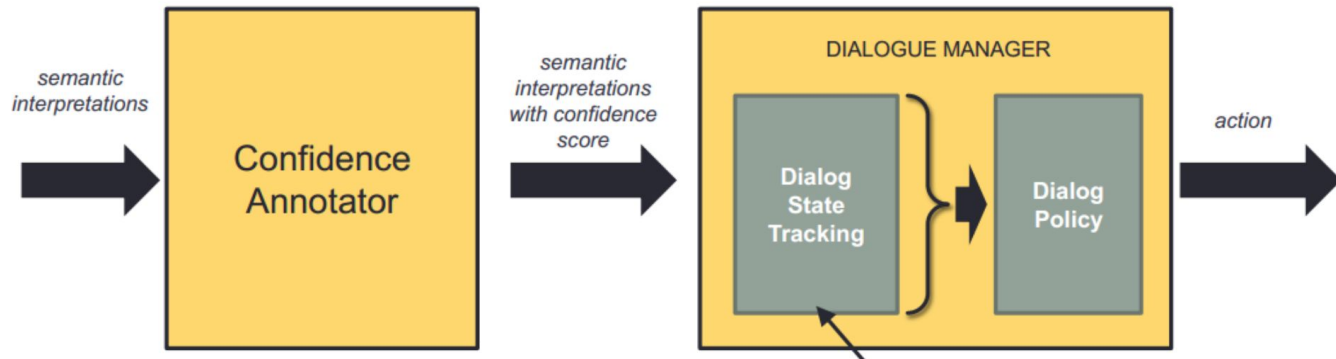 semantic
interpretations
Confidence
Annotator
semantic
interpretations
with confidence
score
DIALOGUE MANAGER
Dialog
State
Tracking
Dialog
Policy
action